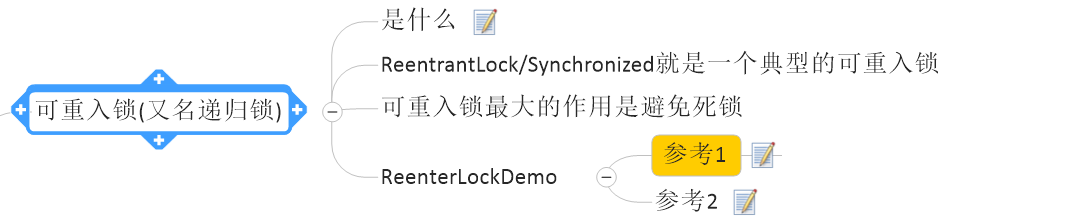 可重入锁(又名递归锁)
是什么
ReentrantLock/Synchronized就是一个典型的可重入锁
可重入锁最大的作用是避免死锁
ReenterLockDemo
参考1
参考2